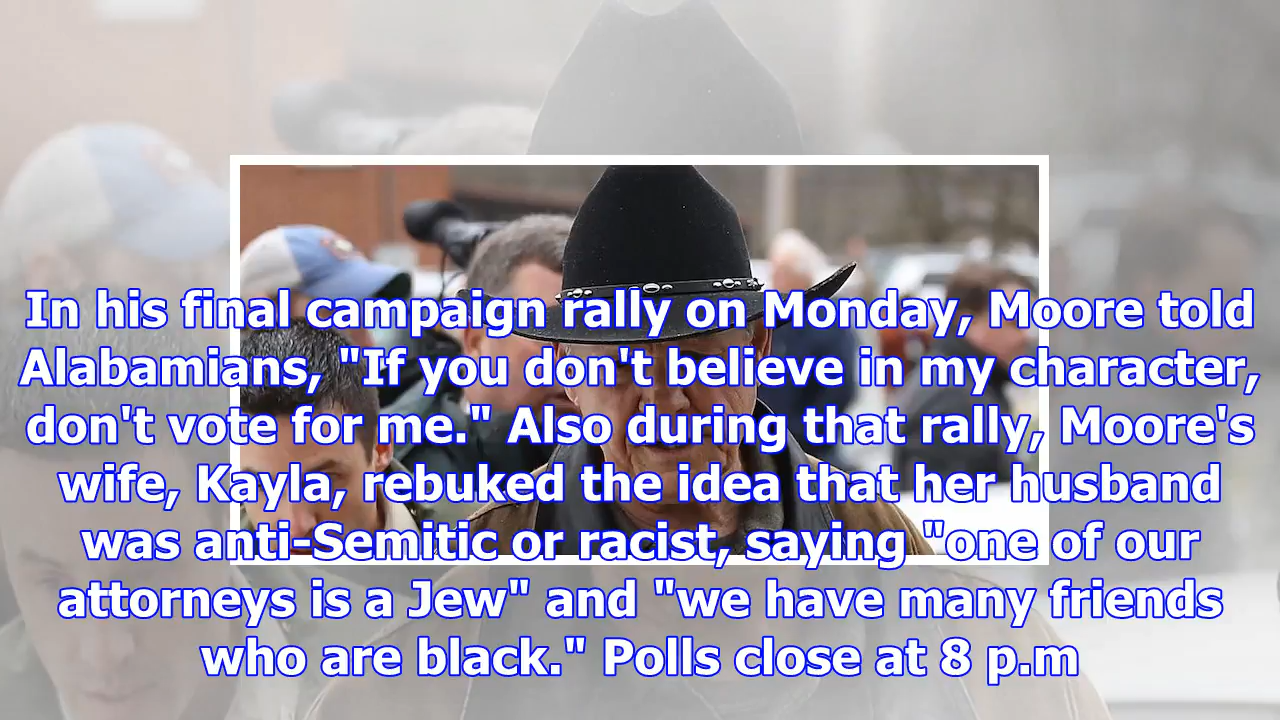 In his final campaign rally on Monday, Moore told
Alabamians, "If you don't believe in my character,
don't vote for me." Also during that rally, Moore's
wife, Kayla, rebuked the idea that her husband
was anti-Semitic or racist, saying "one of our
attorneys is a Jew" and "we have many friends
who are black." Polls close at 8 p.m